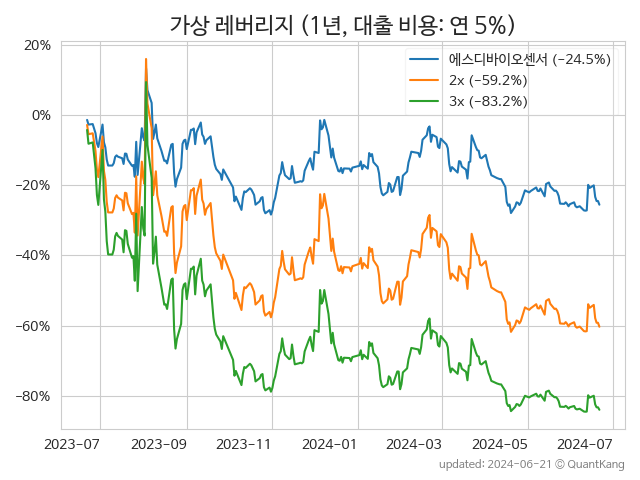 가상 레버리지 (1년, 대출 비용: 연 5%)
에스디바이오센서 (−24.5%)
2x (−59.2%)
3x (−83.2%)
20%
0%
−20%
−40%
−60%
−80%
2023-07 2023-09 2023-11 2024-01 2024-03 2024-05 2024-07
updated: 2024-06-21 © QuantKang